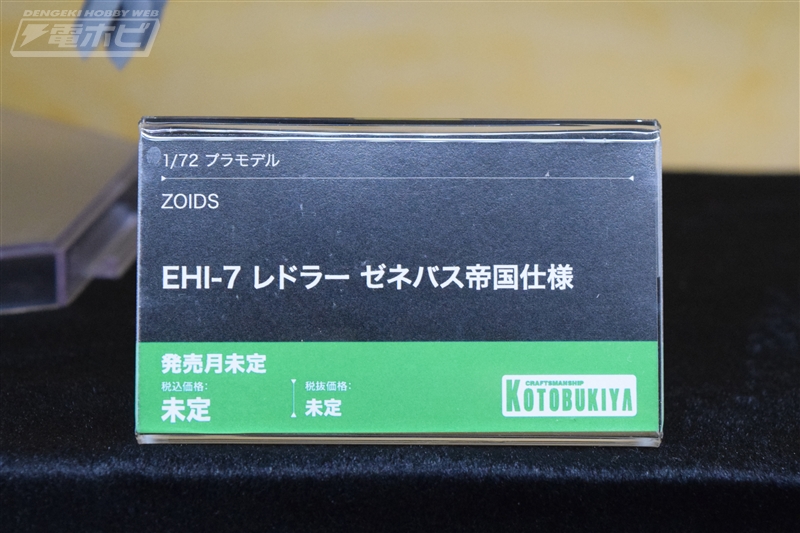 DENGEKI HOBBY WEB
電ホビ
1/72 プラモデル
ZOIDS
EHI-7 レドラー ゼネバス帝国仕様
発売月未定
税込価格: 税抜価格:
未定 未定
CRAFTSMANSHIP
KOTOBUKIYA